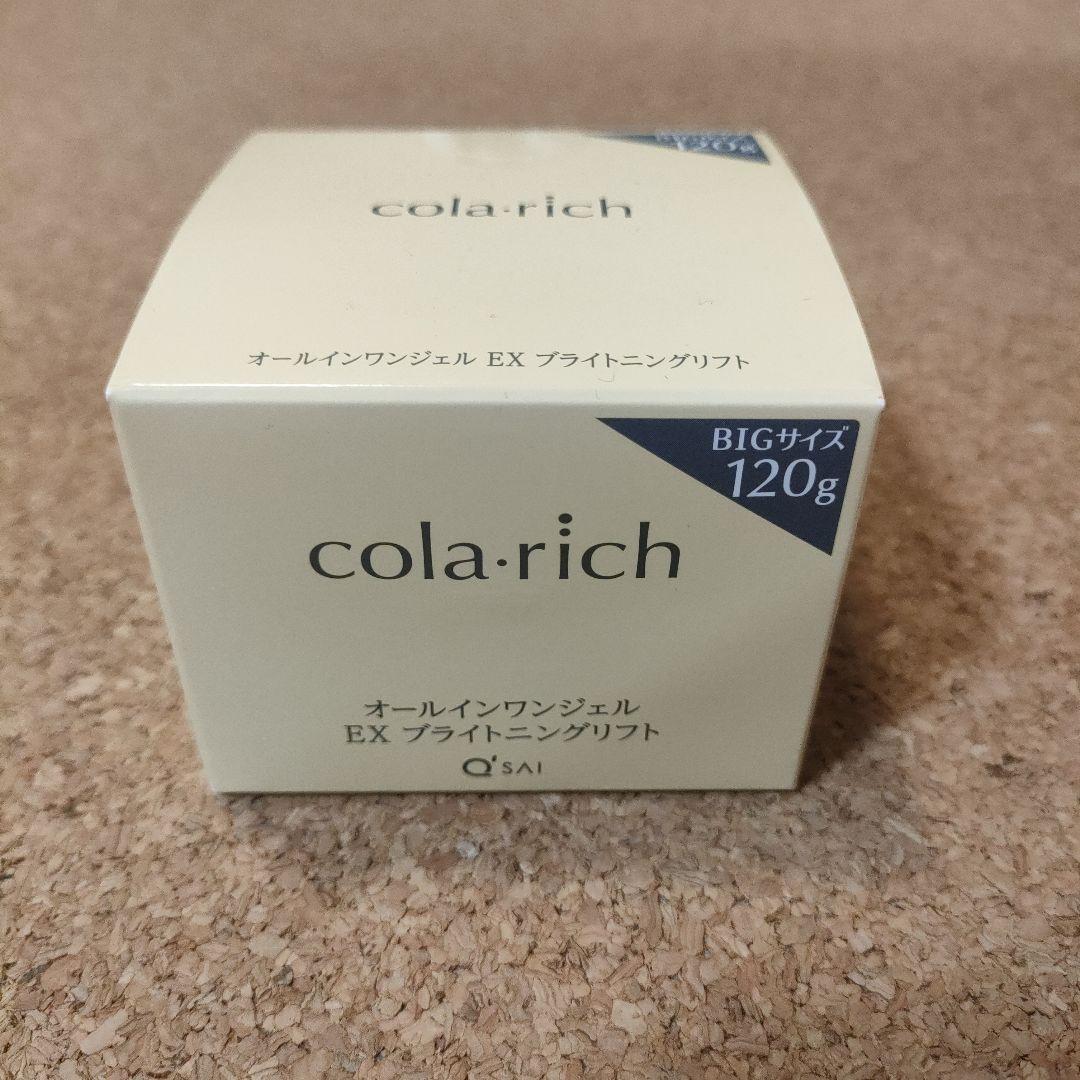 120g
cola·rich
オールインワンジェル EX ブライトニングリフト
BIGサイズ
120g
cola·rich
オールインワンジェル
EX ブライトニングリフト
Q'SAI